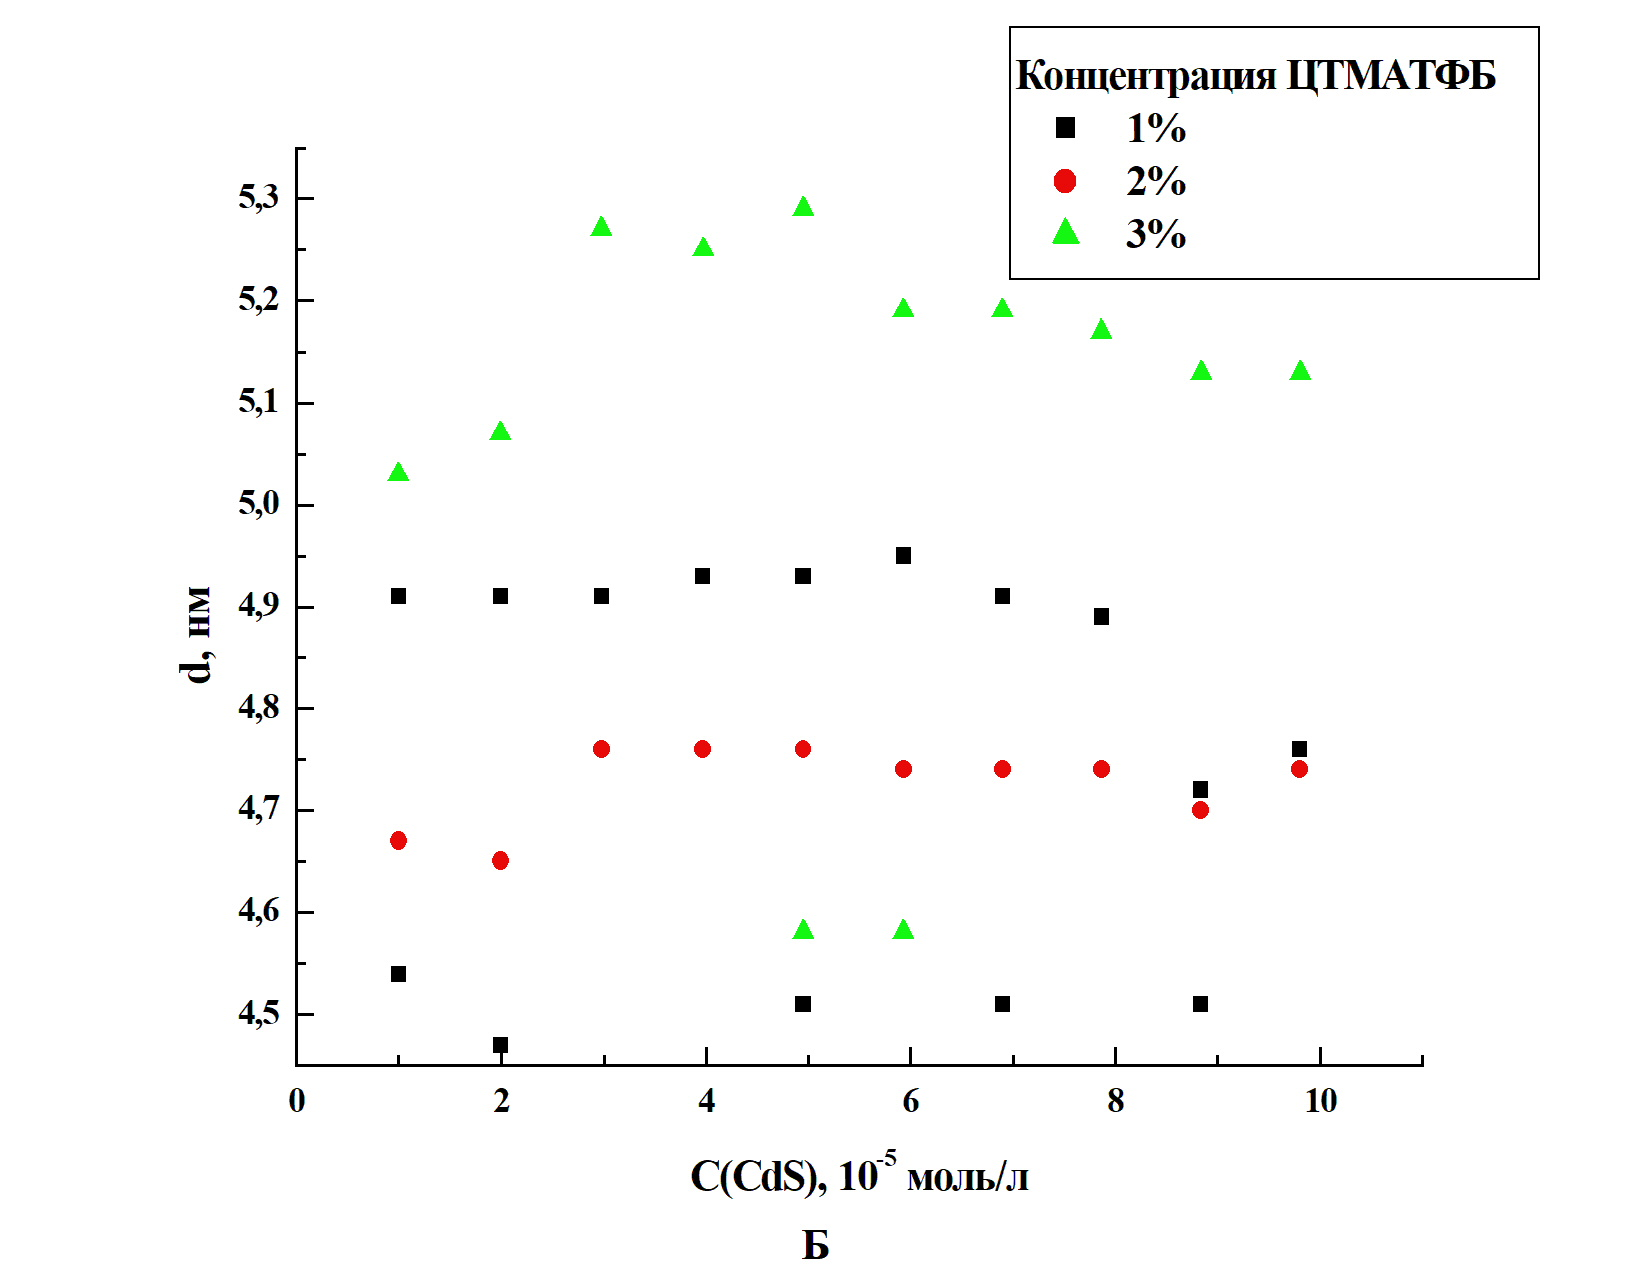 Концентрация ЦТМАТФБ
1%
2%
3%
5,3
5,2
5,1
5,0
4,9
4,8
4,7
4,6
4,5
d, нм
0 2 4 6 8 10
C(CdS), 10⁻⁵ моль/л
Б